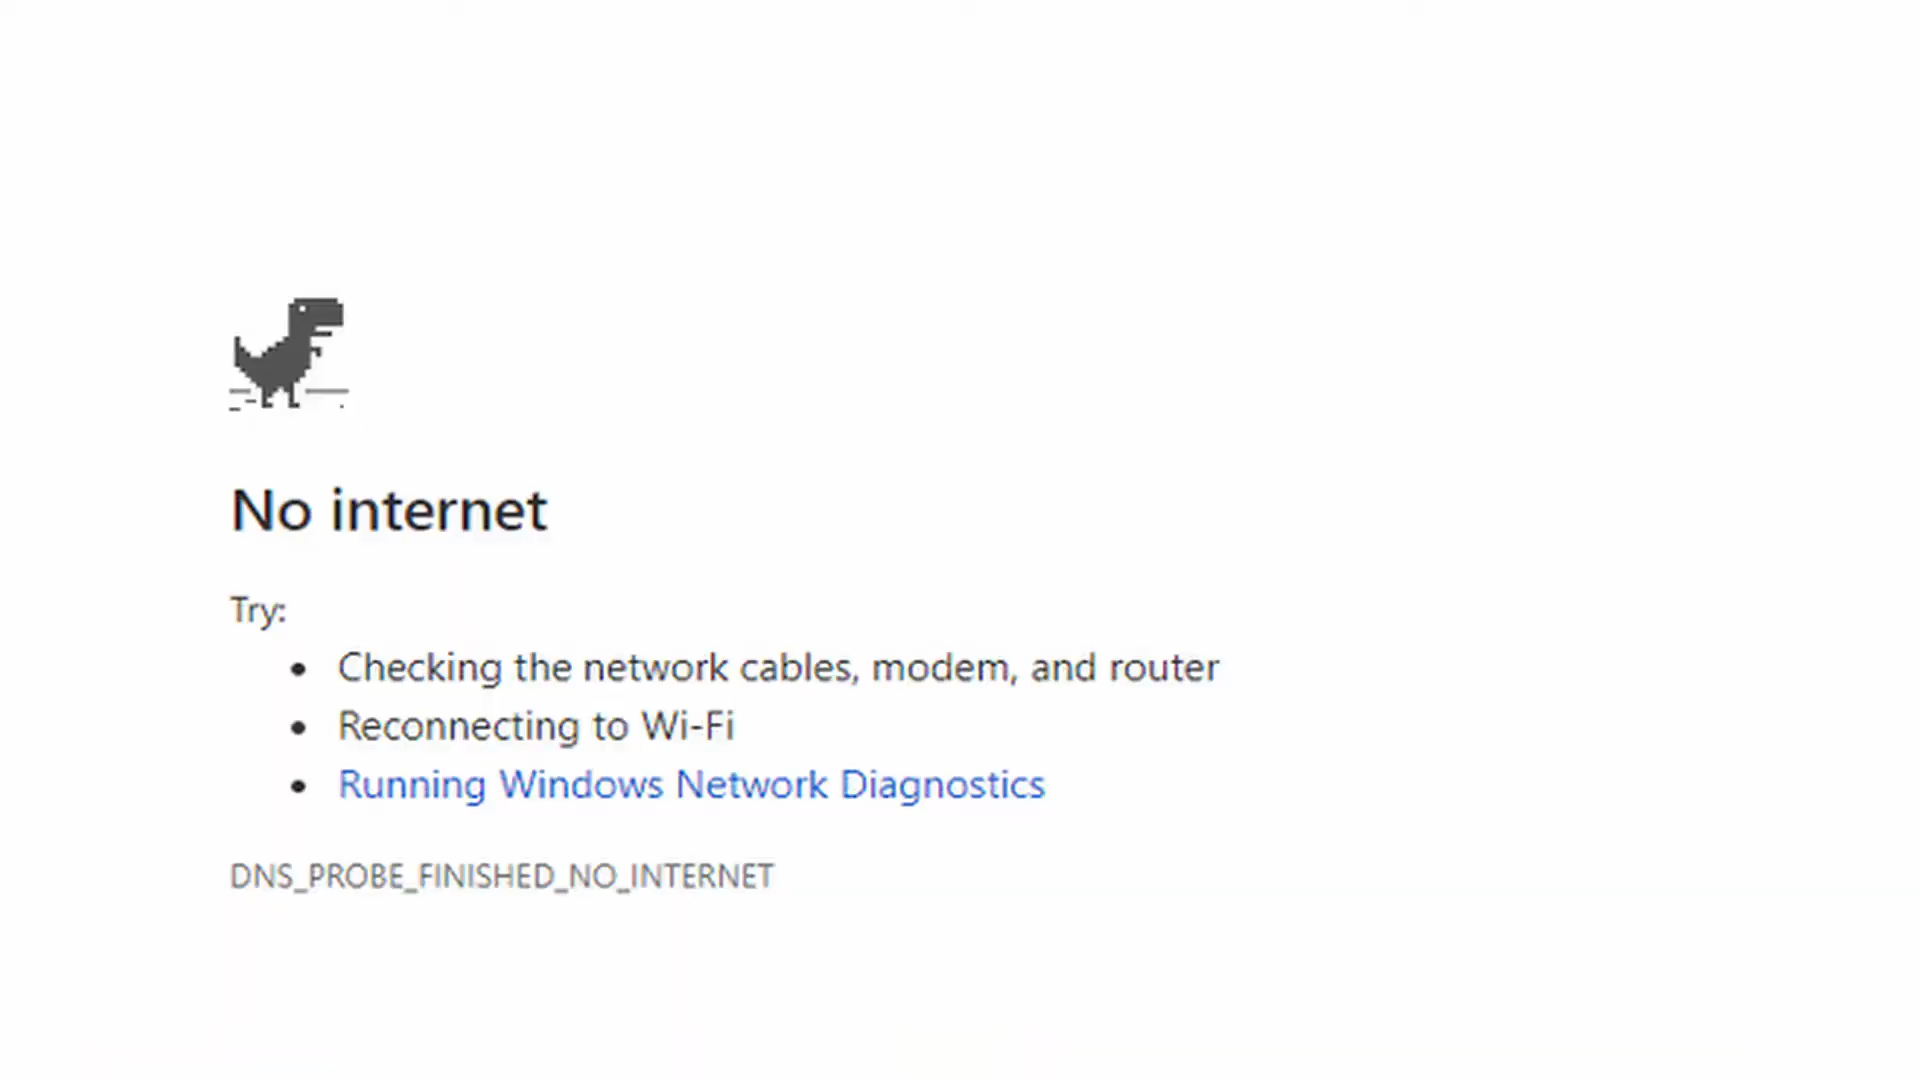 No internet
Try:
Checking the network cables, modem, and router
Reconnecting to Wi-Fi
Running Windows Network Diagnostics
DNS_PROBE_FINISHED_NO_INTERNET